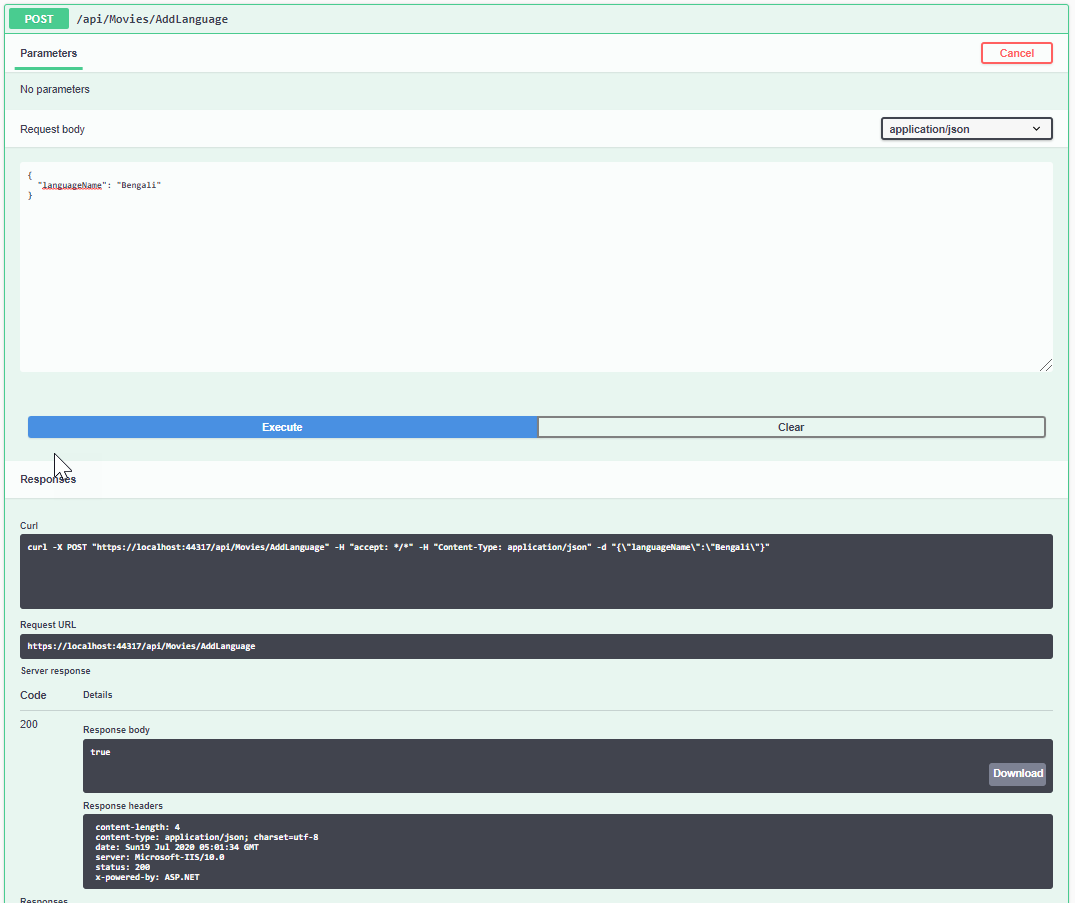 POST /api/Movies/AddLanguage
Parameters
Cancel
No parameters
Request body
application/json
{
"languageName": "Bengali"
}
Execute
Clear
Responses
Curl
curl -X POST "https://localhost:44317/api/Movies/AddLanguage" -H "accept: */*" -H "Content-Type: application/json" -d "{\"languageName\":\"Bengali\"}"
Request URL
https://localhost:44317/api/Movies/AddLanguage
Server response
Code Details
200
Response body
true
Download
Response headers
content-length: 4
content-type: application/json; charset=utf-8
date: Sun19 Jul 2020 05:01:34 GMT
server: Microsoft-IIS/10.0
status: 200
x-powered-by: ASP.NET
Responses